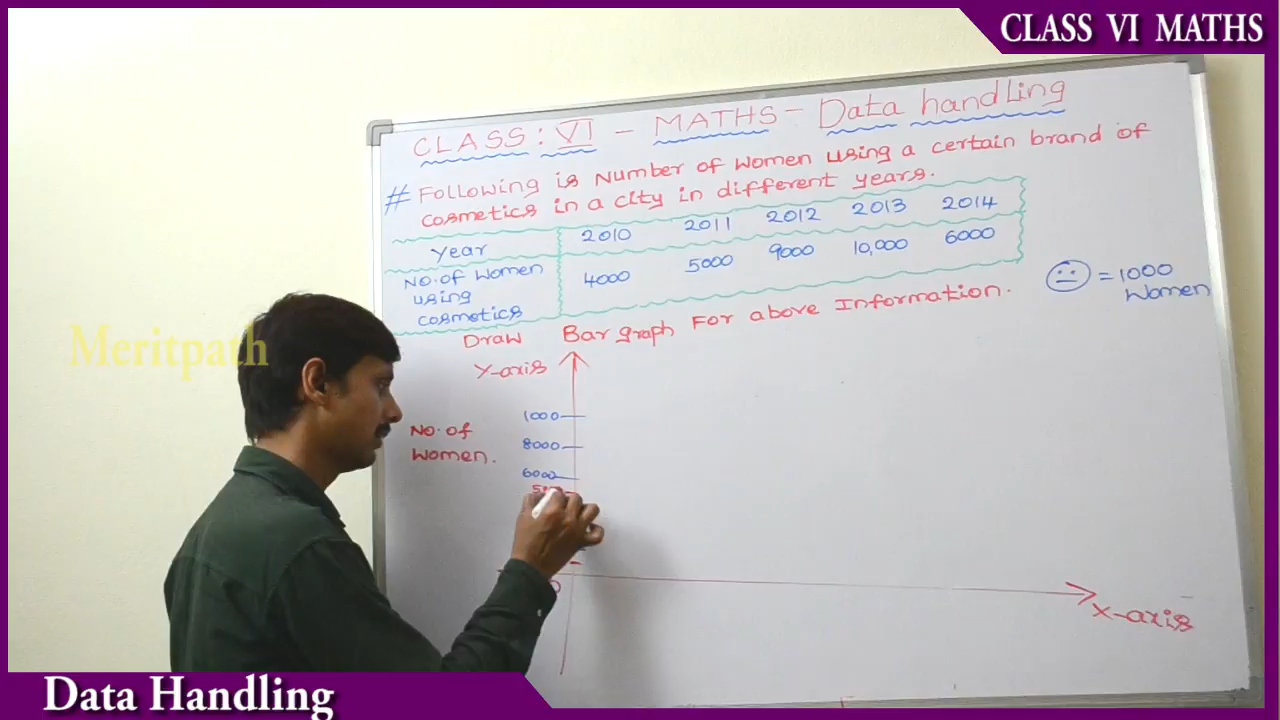 CLASS VI MATHS
CLASS : VI - MATHS - Data handling
# Following is Number of Women using a certain brand of
cosmetics in a city in different years.
Year 2010 2011 2012 2013 2014
No. of Women using cosmetics 4000 5000 9000 10,000 6000
= 1000
Women
Draw Bar graph For above Information.
Y-axis
Meritpath
No. of
Women.
1000
8000
6000
X-axis
Data Handling